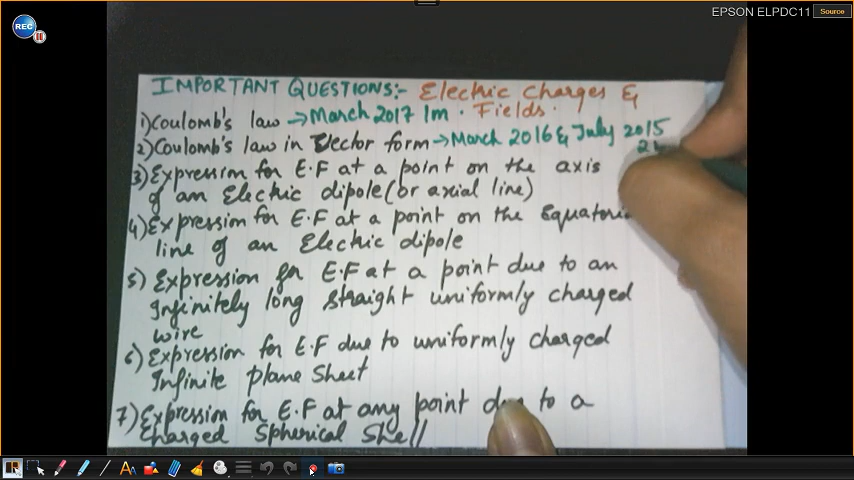 EPSON ELPDC11 Source
REC
IMPORTANT QUESTIONS:- Electric Charges &
1) Coulomb's law → March 2017 1m. Fields.
2) Coulomb's law in Vector form → March 2016 & July 2015
3) Expression for E.F at a point on the axis
of an Electric dipole (or axial line)
4) Expression for E.F at a point on the
line of an Electric dipole
5) Expression for E.F at a point due to an
Infinitely long straight uniformly charged
wire
6) Expression for E.F due to uniformly charged
Infinite plane sheet
7) Expression for E.F at any point due to a
Charged Spherical Shell